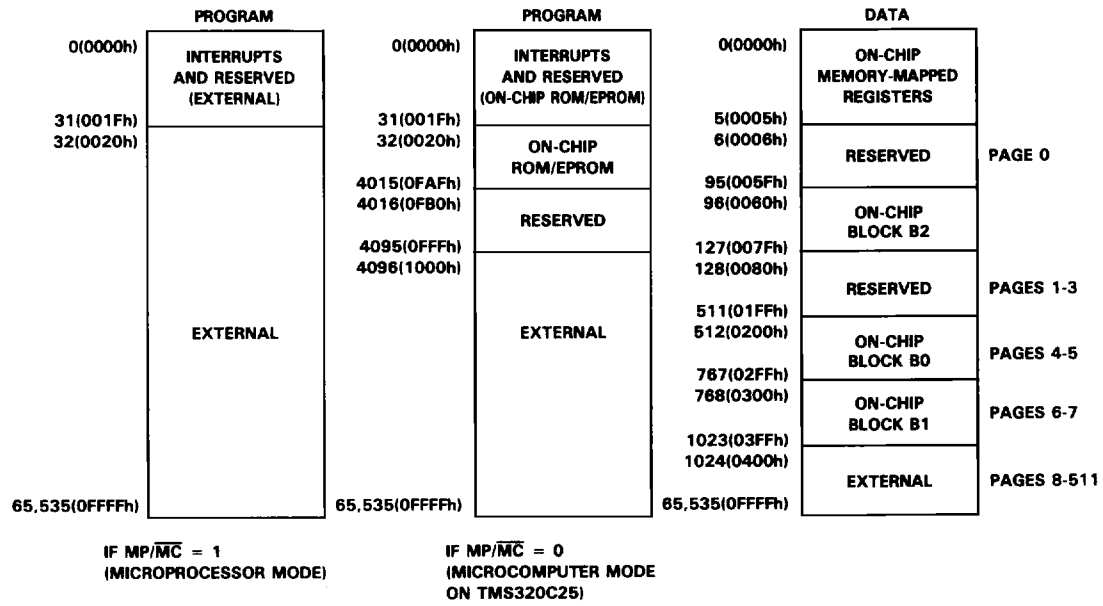 PROGRAM
0(0000h)
INTERRUPTS
AND RESERVED
(EXTERNAL)
31(001Fh)
32(0020h)
EXTERNAL
65,535(0FFFFh)
IF MP/M̅C̅ = 1
(MICROPROCESSOR MODE)
PROGRAM
0(0000h)
INTERRUPTS
AND RESERVED
(ON-CHIP ROM/EPROM)
31(001Fh)
32(0020h)
ON-CHIP
ROM/EPROM
4015(0FAFh)
4016(0FB0h)
RESERVED
4095(0FFFh)
4096(1000h)
EXTERNAL
65,535(0FFFFh)
IF MP/M̅C̅ = 0
(MICROCOMPUTER MODE
ON TMS320C25)
DATA
0(0000h)
ON-CHIP
MEMORY-MAPPED
REGISTERS
5(0005h)
6(0006h)
RESERVED
PAGE 0
95(005Fh)
96(0060h)
ON-CHIP
BLOCK B2
127(007Fh)
128(0080h)
RESERVED
PAGES 1-3
511(01FFh)
512(0200h)
ON-CHIP
BLOCK B0
PAGES 4-5
767(02FFh)
768(0300h)
ON-CHIP
BLOCK B1
PAGES 6-7
1023(03FFh)
1024(0400h)
EXTERNAL
PAGES 8-511
65,535(0FFFFh)